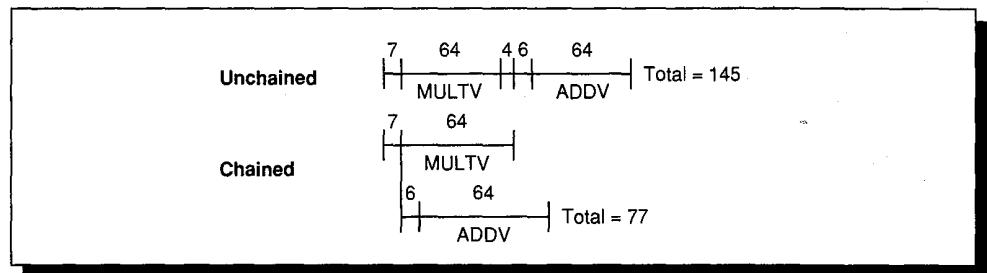 7 64 4 6 64
Unchained Total = 145
MULTV ADDV
7 64
Chained MULTV
6 64
Total = 77
ADDV